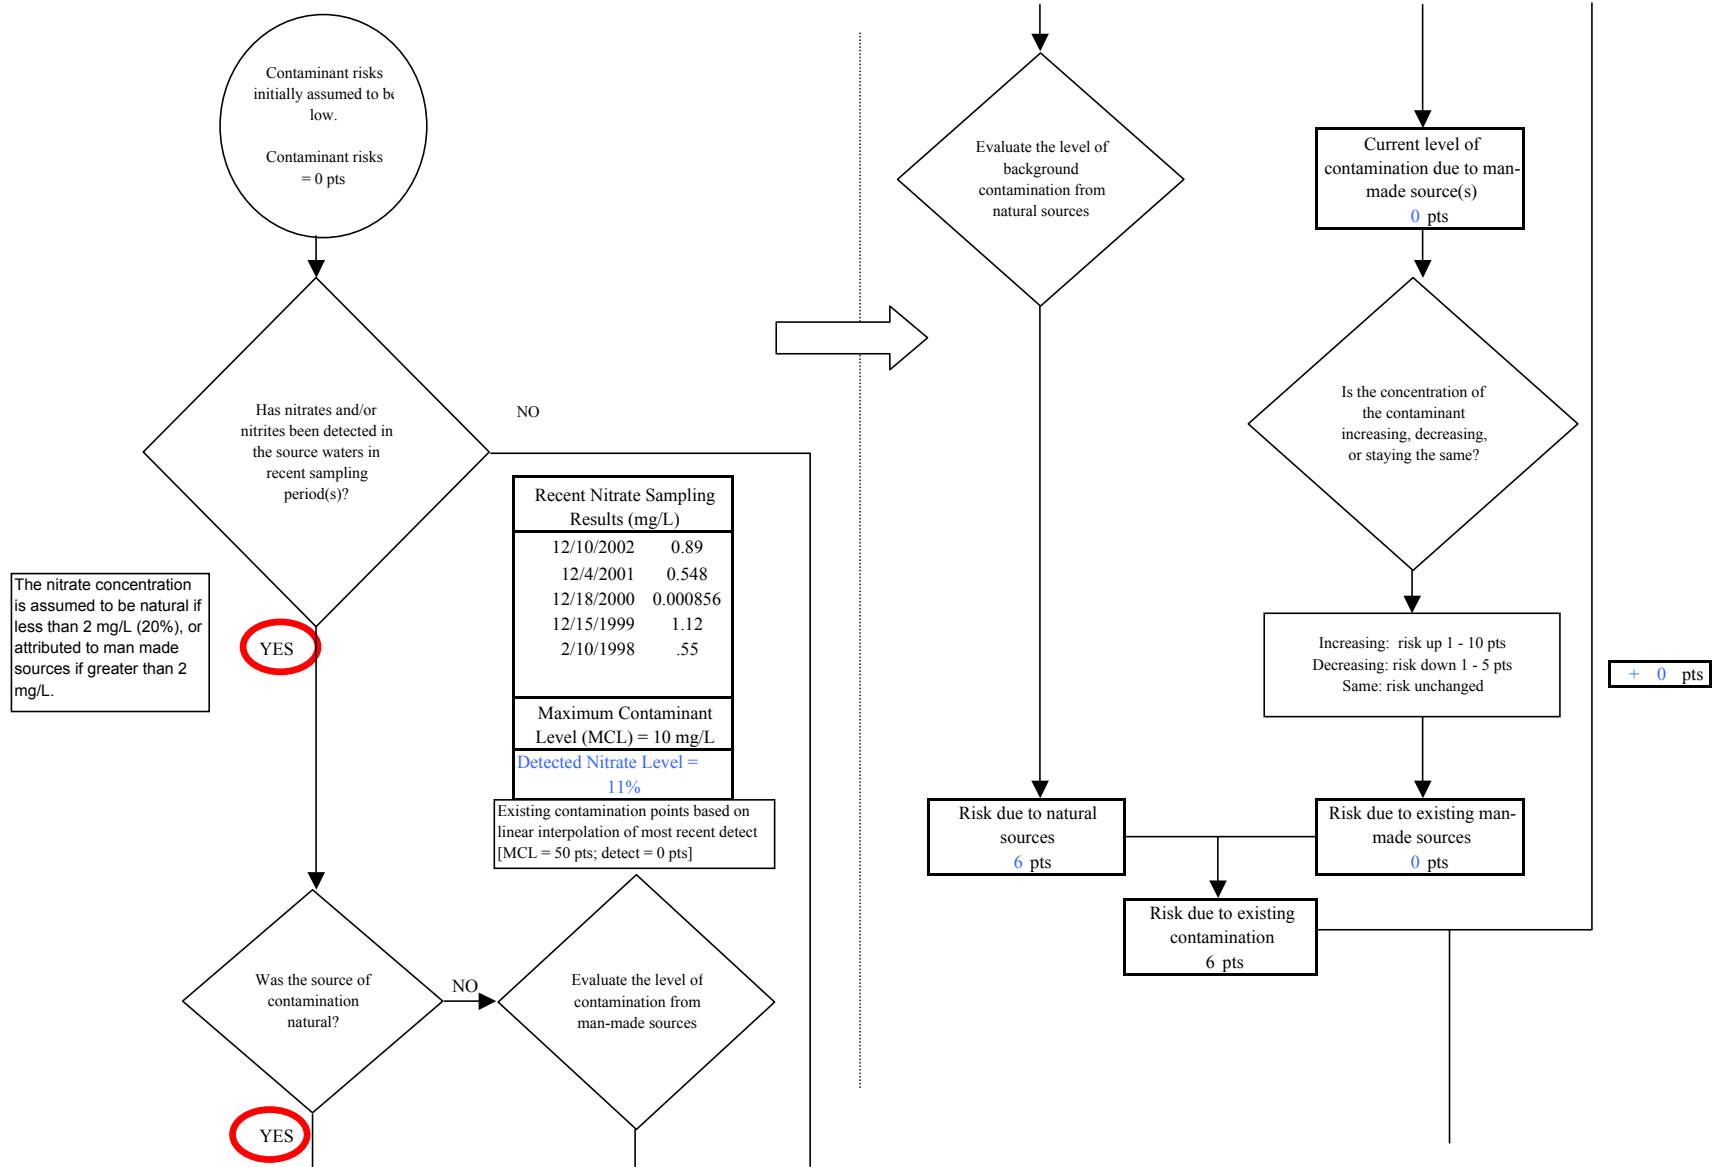 Contaminant risks
initially assumed to be
low.
Contaminant risks
= 0 pts
Has nitrates and/or
nitrites been detected in
the source waters in
recent sampling
period(s)?
NO
The nitrate concentration
is assumed to be natural if
less than 2 mg/L (20%), or
attributed to man made
sources if greater than 2
mg/L.
YES
Recent Nitrate Sampling
Results (mg/L)
12/10/2002 0.89
12/4/2001 0.548
12/18/2000 0.000856
12/15/1999 1.12
2/10/1998 .55
Maximum Contaminant
Level (MCL) = 10 mg/L
Detected Nitrate Level =
11%
Existing contamination points based on
linear interpolation of most recent detect
[MCL = 50 pts; detect = 0 pts]
Was the source of
contamination
natural?
NO
Evaluate the level of
contamination from
man-made sources
YES
Evaluate the level of
background
contamination from
natural sources
Current level of
contamination due to man-
made source(s)
0 pts
Is the concentration of
the contaminant
increasing, decreasing,
or staying the same?
Increasing: risk up 1 - 10 pts
Decreasing: risk down 1 - 5 pts
Same: risk unchanged
+ 0 pts
Risk due to natural
sources
6 pts
Risk due to existing man-
made sources
0 pts
Risk due to existing
contamination
6 pts